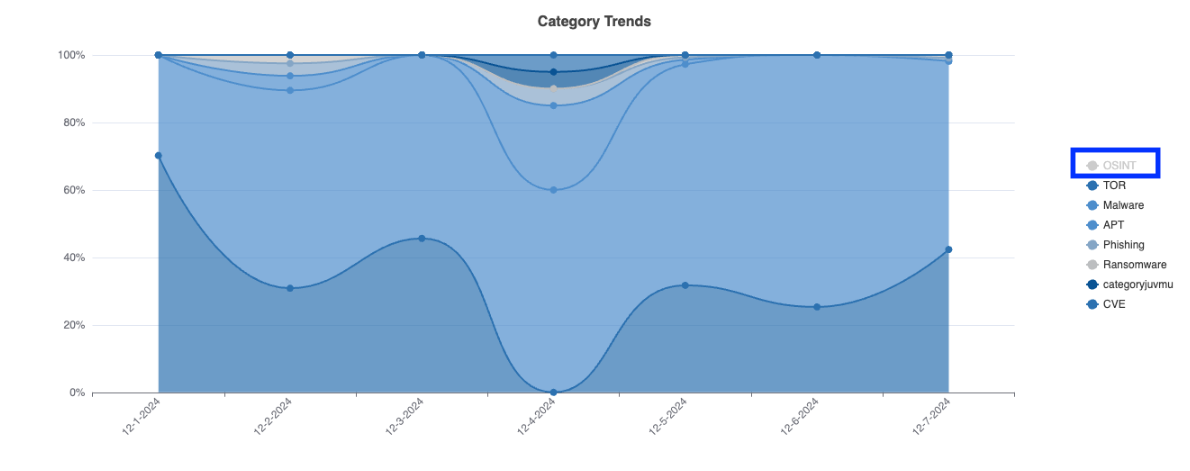 Category Trends
100%
80%
60%
40%
20%
0%
12-1-2024
12-2-2024
12-3-2024
12-4-2024
12-5-2024
12-6-2024
12-7-2024
OSINT
TOR
Malware
APT
Phishing
Ransomware
categoryjuvmu
CVE